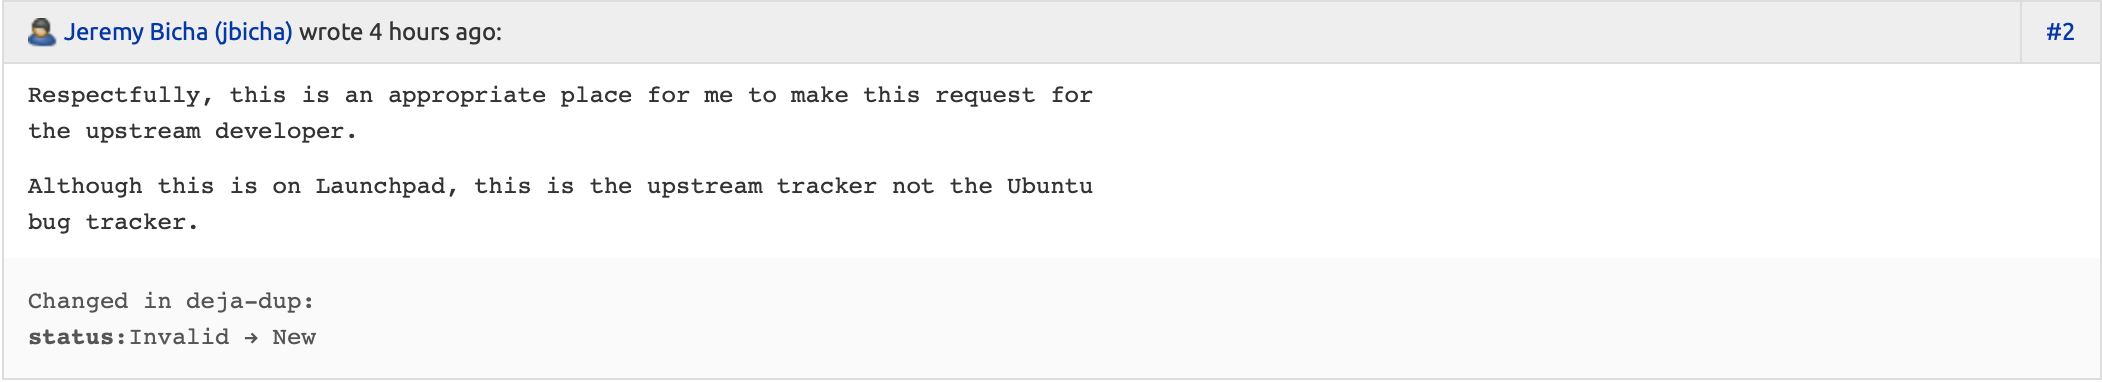 Jeremy Bicha (jbicha) wrote 4 hours ago: #2
Respectfully, this is an appropriate place for me to make this request for
the upstream developer.
Although this is on Launchpad, this is the upstream tracker not the Ubuntu
bug tracker.
Changed in deja-dup:
status:Invalid → New